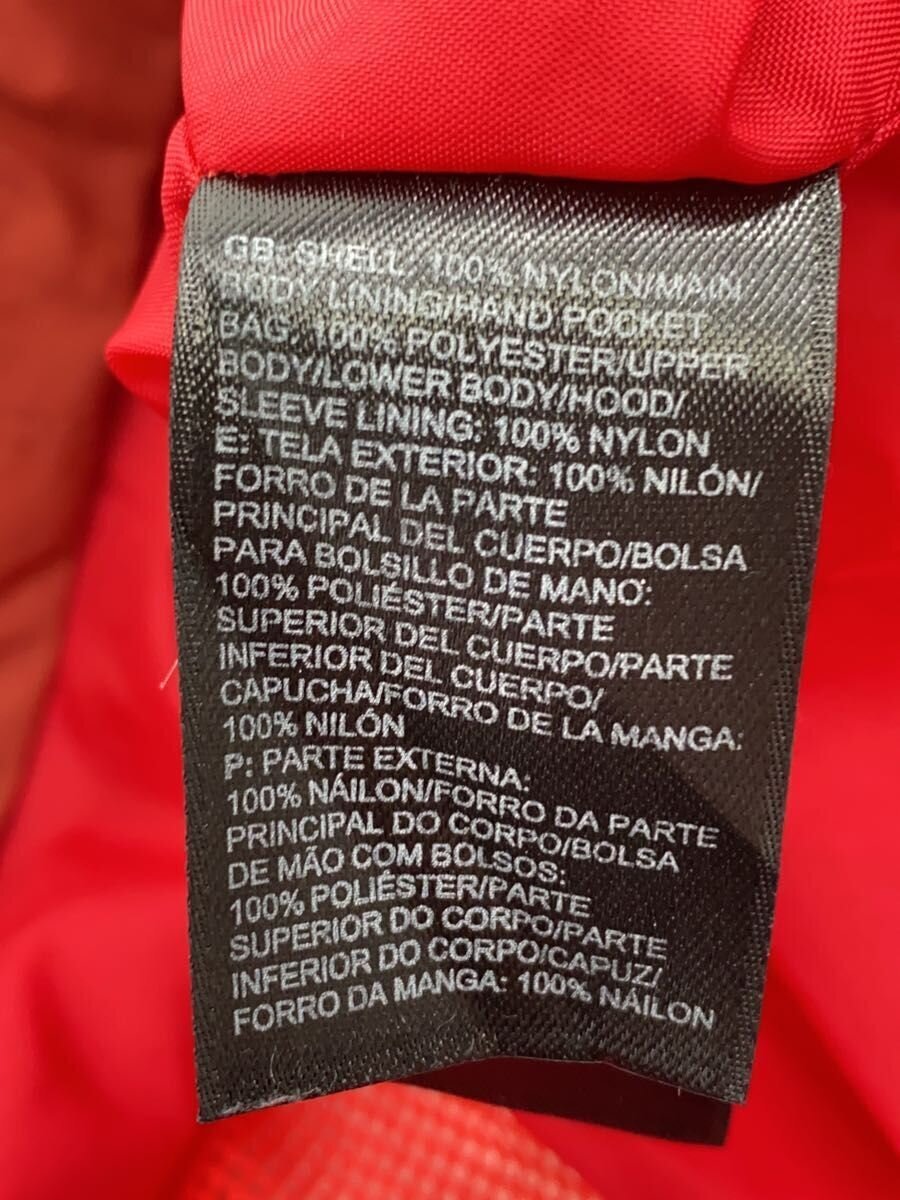 GB: SHELL: 100% NYLON/MAIN
BODY LINING/HAND POCKET
BAG: 100% POLYESTER/UPPER
BODY/LOWER BODY/HOOD/
SLEEVE LINING: 100% NYLON
E: TELA EXTERIOR: 100% NILÓN/
FORRO DE LA PARTE
PRINCIPAL DEL CUERPO/BOLSA
PARA BOLSILLO DE MANO:
100% POLIÉSTER/PARTE
SUPERIOR DEL CUERPO/PARTE
INFERIOR DEL CUERPO/
CAPUCHA/FORRO DE LA MANGA:
100% NILÓN
P: PARTE EXTERNA:
100% NÁILON/FORRO DA PARTE
PRINCIPAL DO CORPO/BOLSA
DE MÃO COM BOLSOS:
100% POLIÉSTER/PARTE
SUPERIOR DO CORPO/PARTE
INFERIOR DO CORPO/CAPUZ/
FORRO DA MANGA: 100% NÁILON